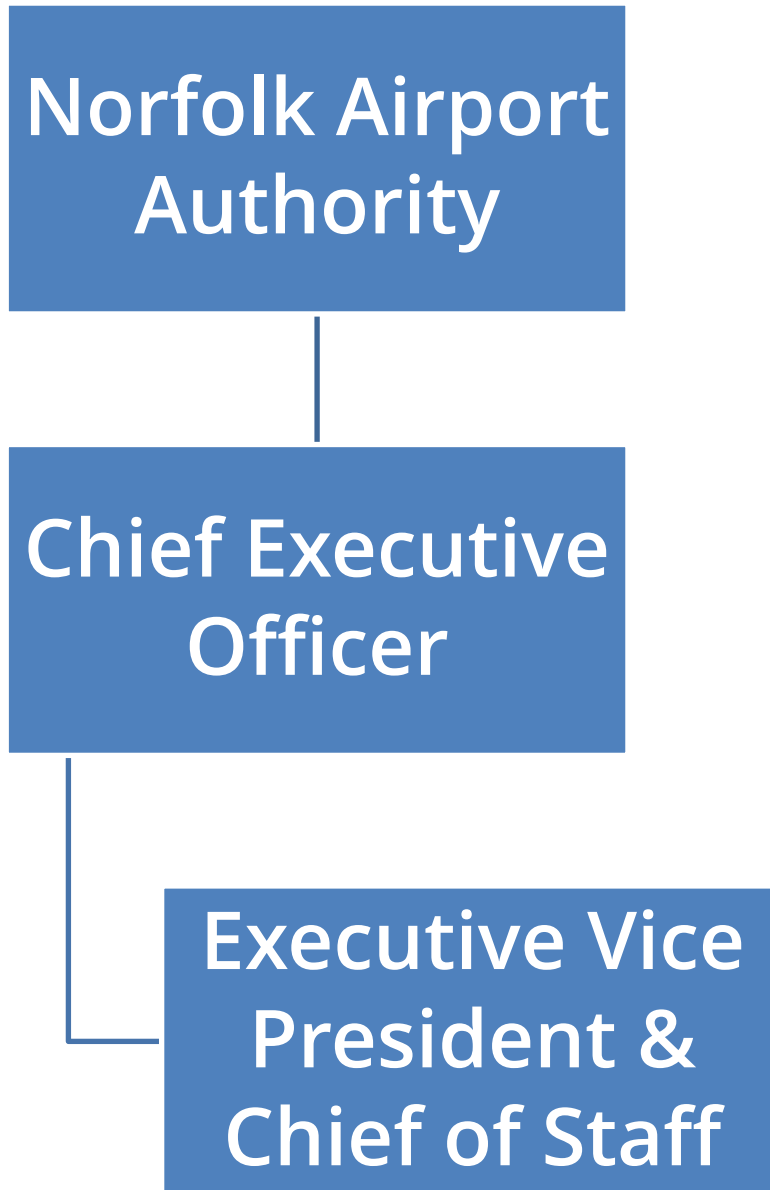 Norfolk Airport
Authority
Chief Executive
Officer
Executive Vice
President &
Chief of Staff